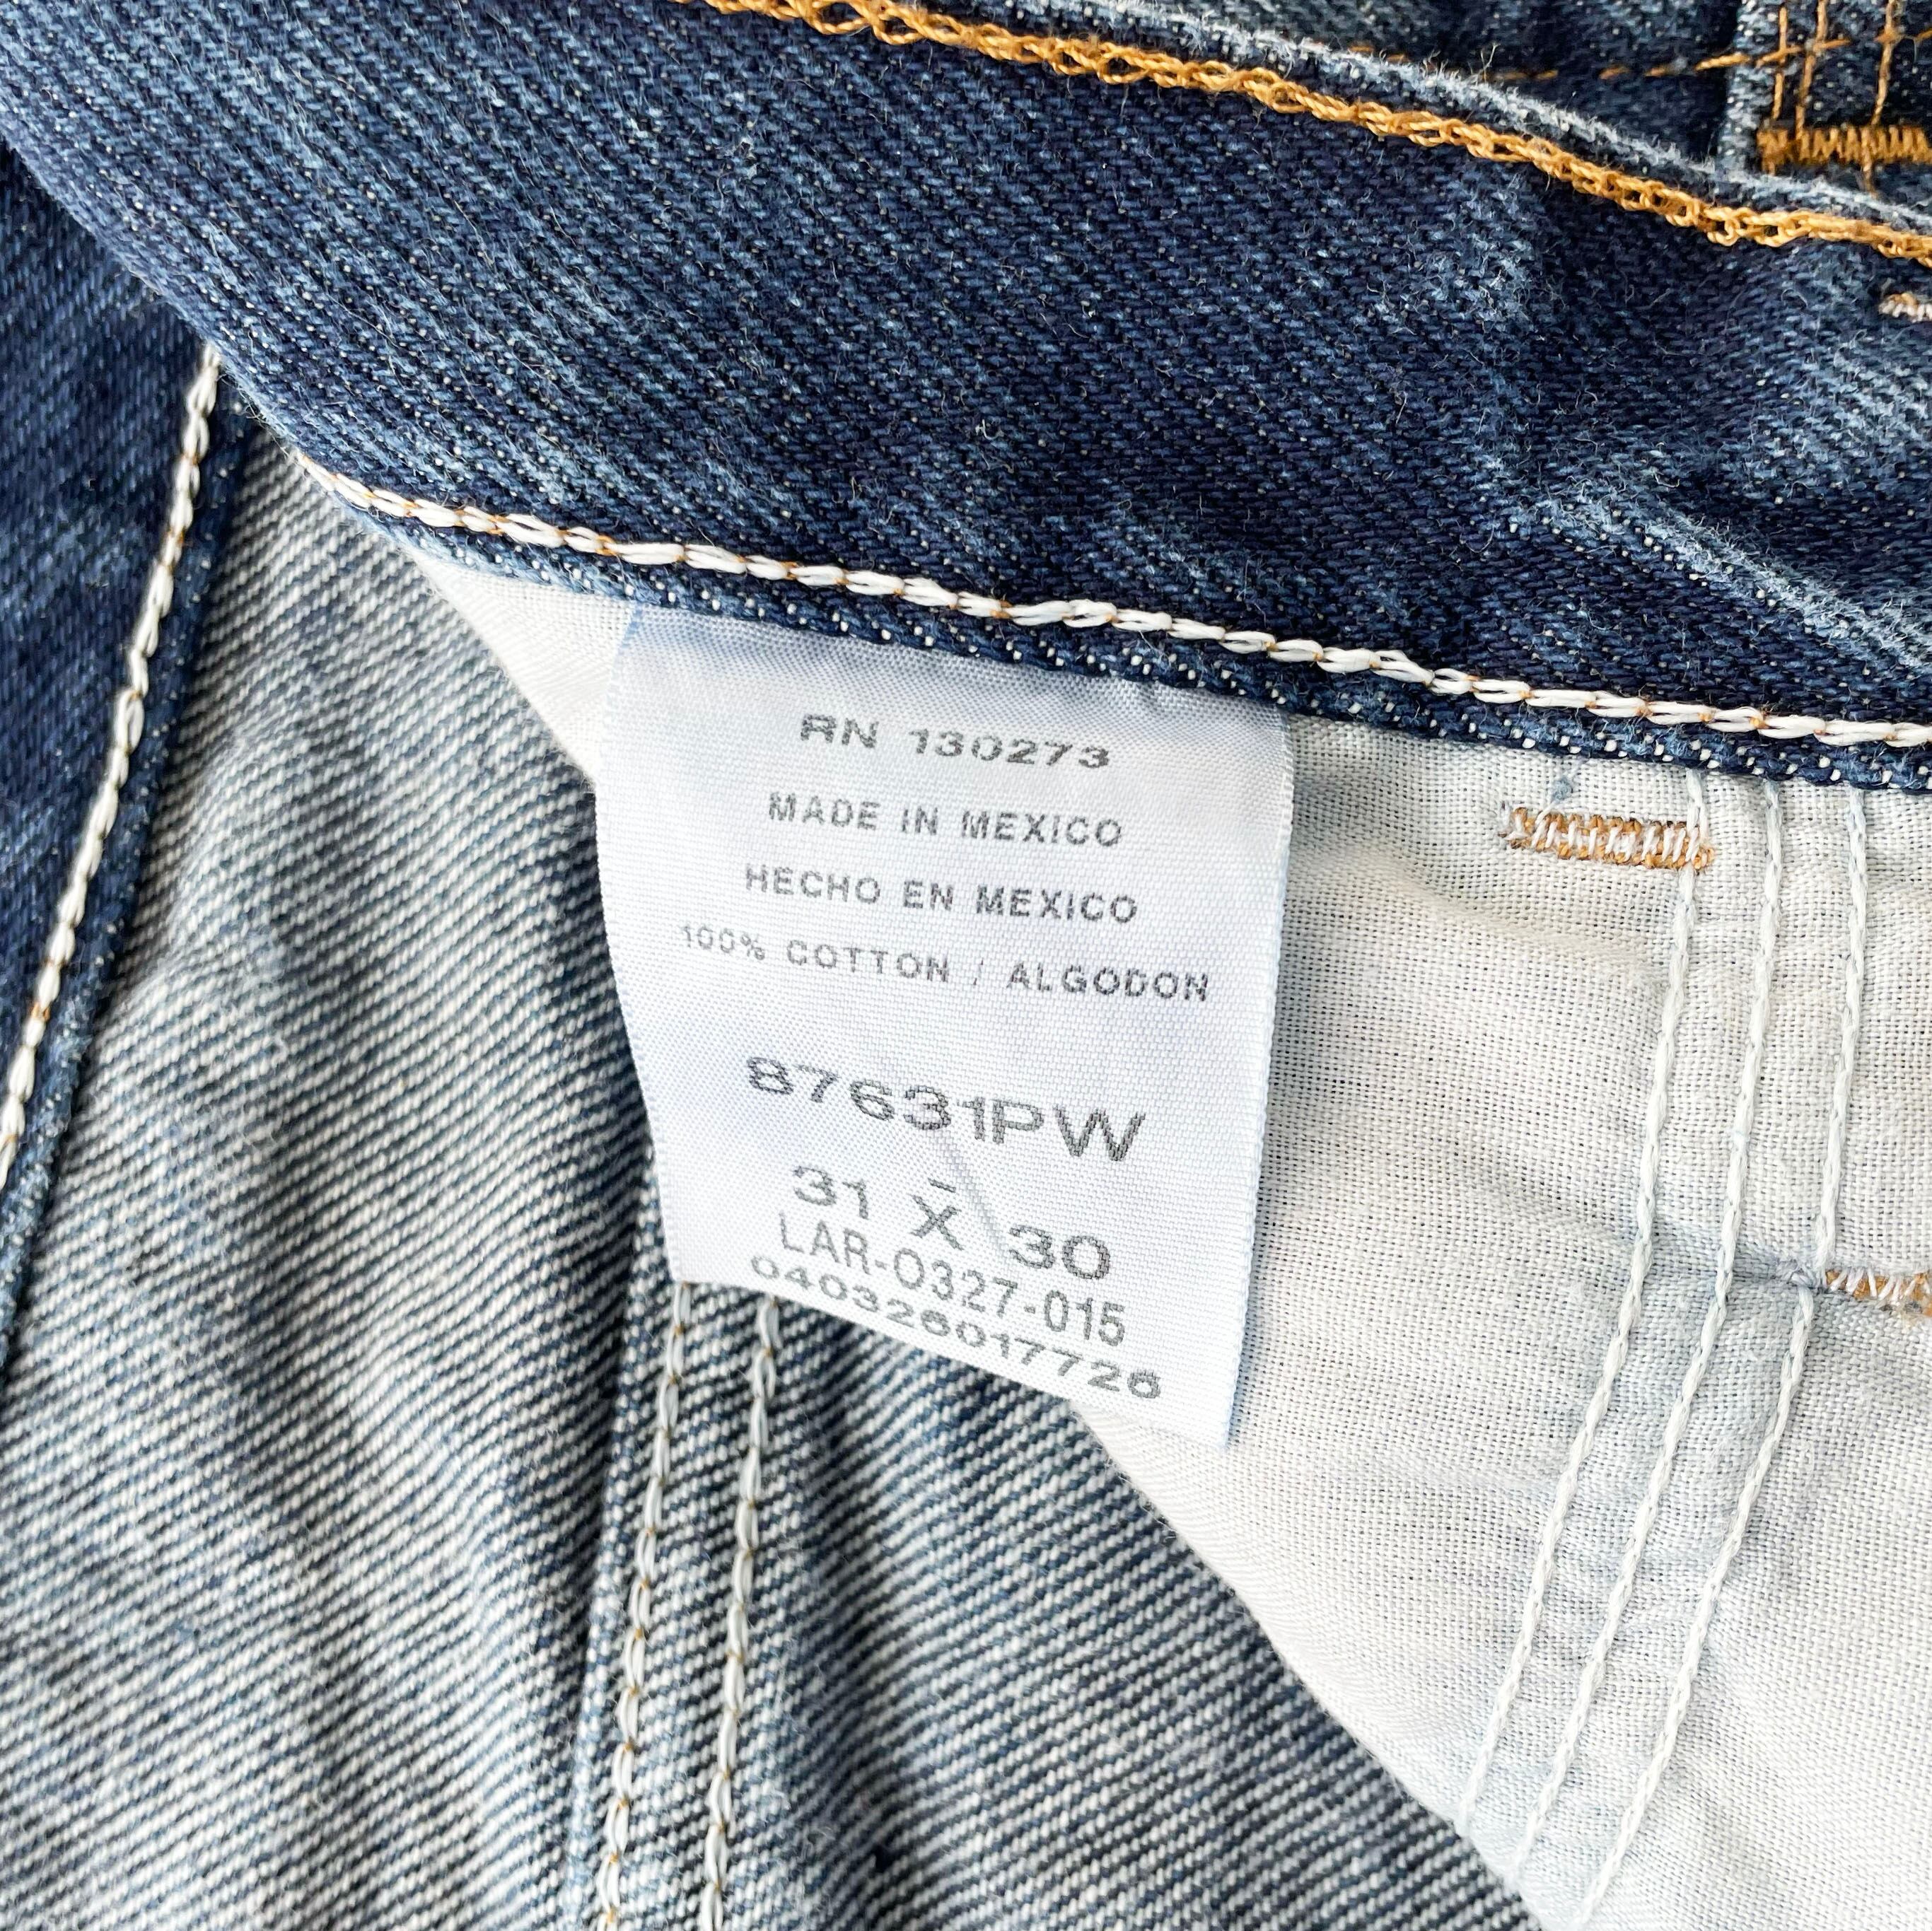 RN 130273
MADE IN MEXICO
HECHO EN MEXICO
100% COTTON / ALGODON
87631PW
31 X 30
LAR-0327-015
040326017726